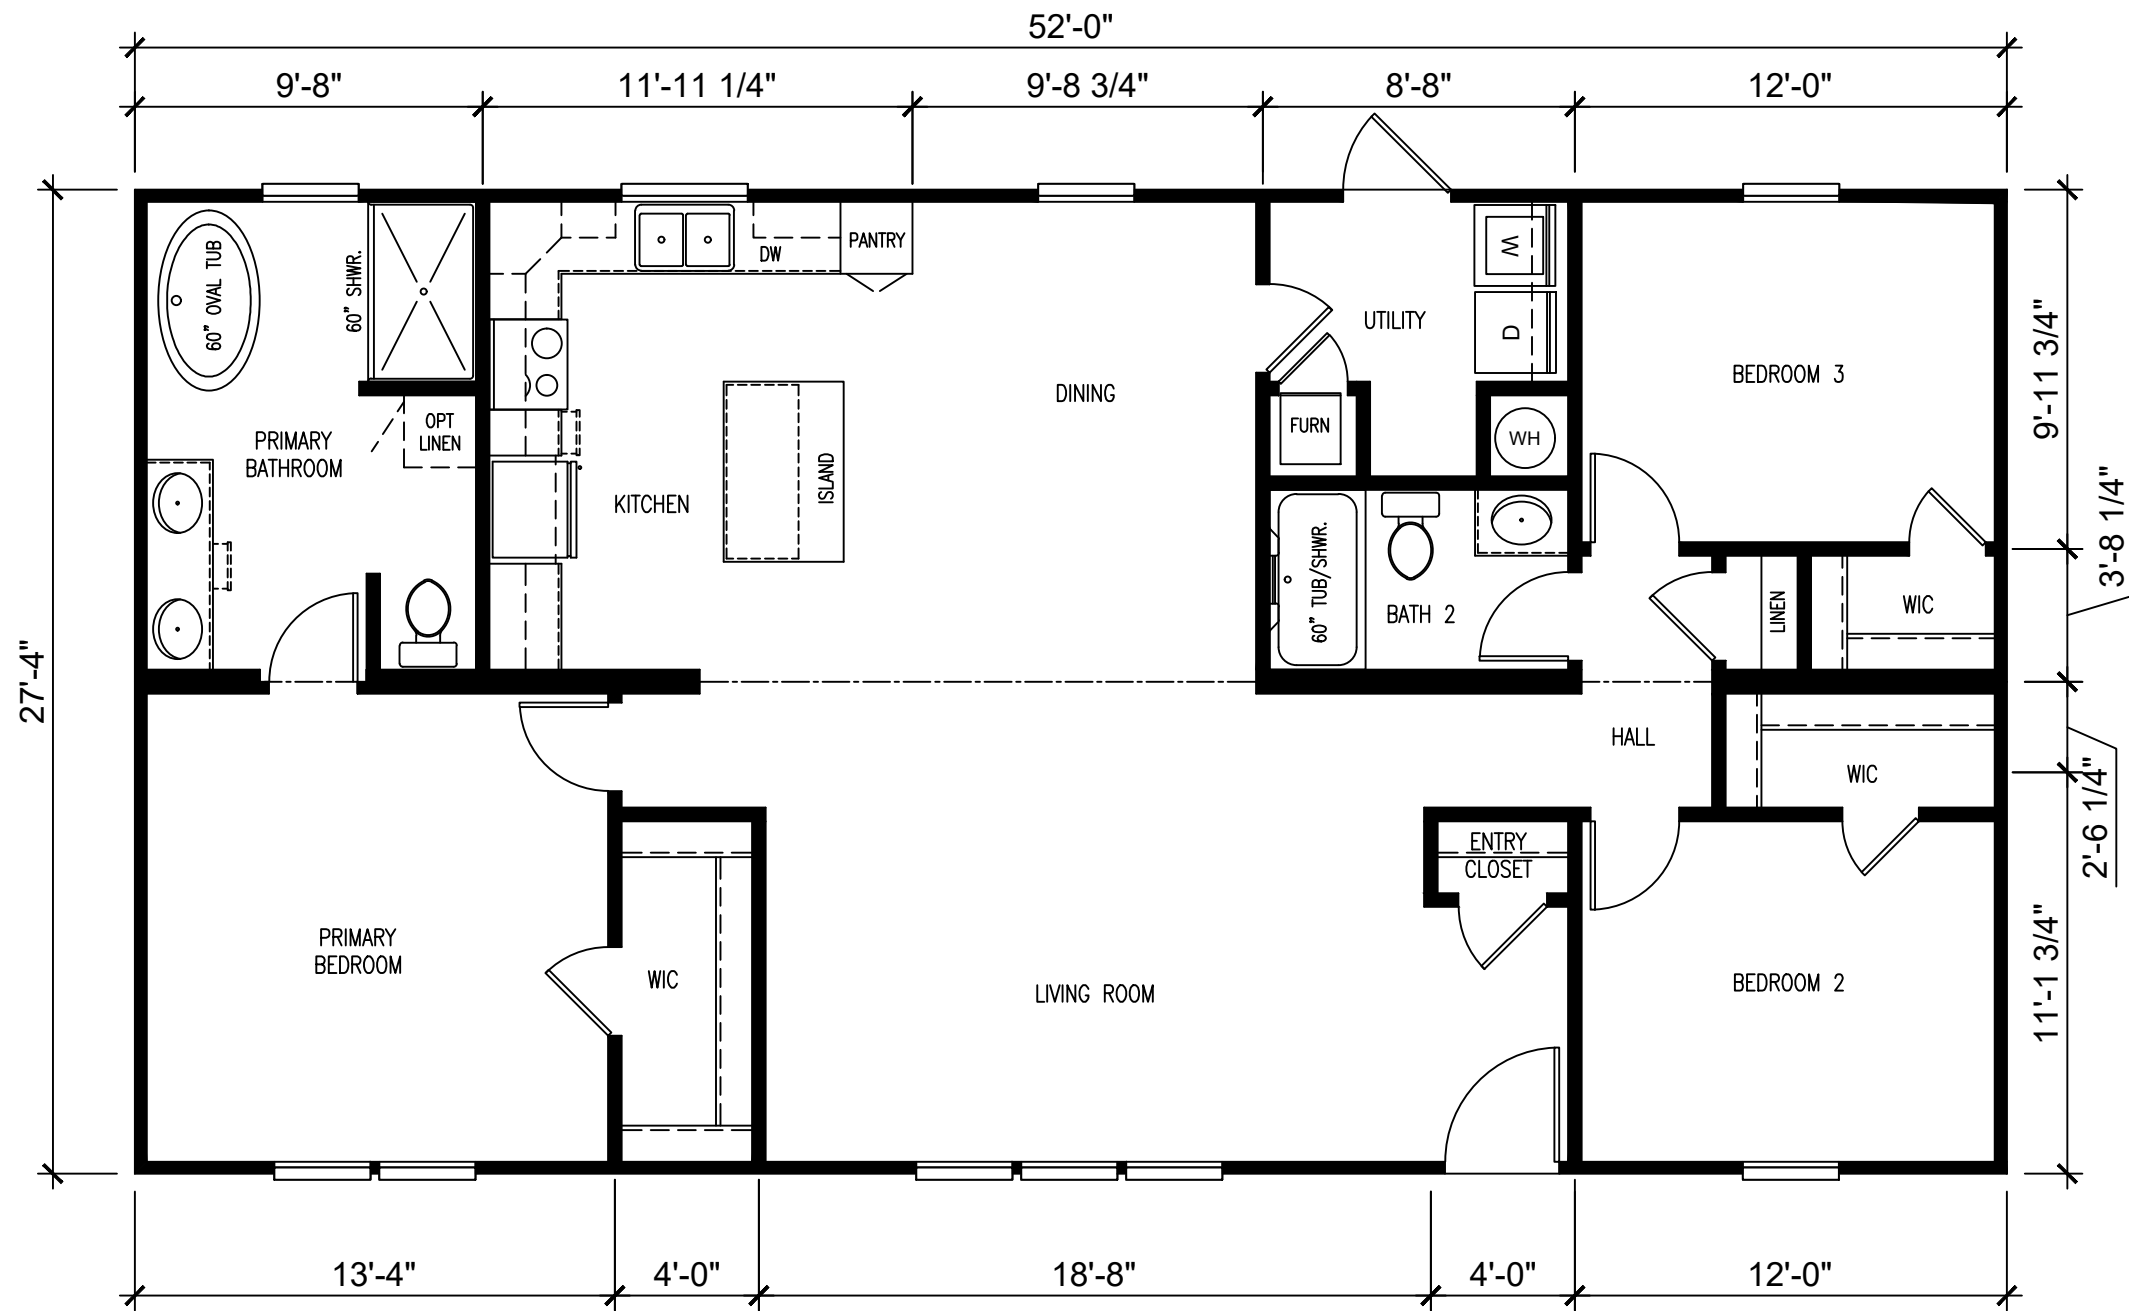 52'-0"
9'-8"
11'-11 1/4"
9'-8 3/4"
8'-8"
12'-0"
60" OVAL TUB
60" SHWR.
DW
PANTRY
W
D
UTILITY
BEDROOM 3
9'-11 3/4"
DINING
OPT
LINEN
PRIMARY
BATHROOM
KITCHEN
ISLAND
FURN
WH
3'-8 1/4"
60" TUB/SHWR.
BATH 2
LINEN
WIC
27'-4"
HALL
WIC
2'-6 1/4"
ENTRY
CLOSET
PRIMARY
BEDROOM
WIC
LIVING ROOM
BEDROOM 2
11'-1 3/4"
13'-4"
4'-0"
18'-8"
4'-0"
12'-0"